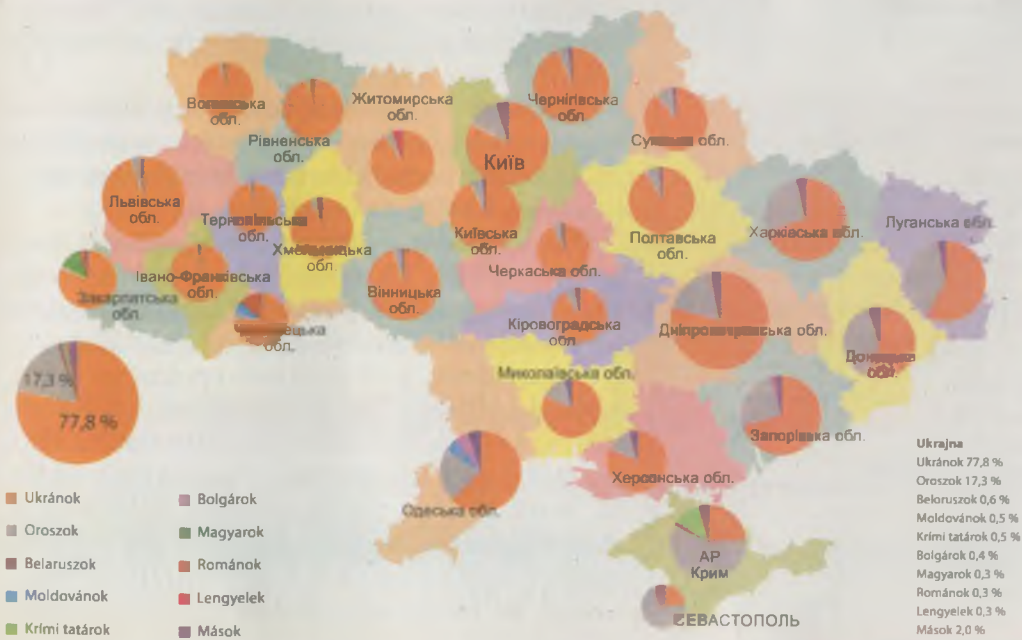 Житомирська
обл.
Чернігівська
обл
обл.
Рівненська
обл.
Сумська обл.
Київ
Львівська
обл.
Тернопільська
обл.
Хмельницька
обл.
Київська
обл.
Полтавська
обл.
Харківська обл.
Луганська обл.
Черкаська обл.
Івано-Франківська
обл.
Закарпатська
обл.
Вінницька
обл.
Кіровоградська
обл
Дніпропетровська обл.
обл.
Миколаївська обл.
17,3 %
77,8 %
Запорізька обл.
Херсонська обл.
Одеська обл.
АР
Крим
СЕВАСТОПОЛЬ
Ukránok
Oroszok
Belaruszok
Moldovánok
Krími tatárok
Bolgárok
Magyarok
Románok
Lengyelek
Mások
Ukrajna
Ukránok 77,8 %
Oroszok 17,3 %
Beloruszok 0,6 %
Moldovánok 0,5 %
Krími tatárok 0,5 %
Bolgárok 0,4 %
Magyarok 0,3 %
Románok 0,3 %
Lengyelek 0,3 %
Mások 2,0 %